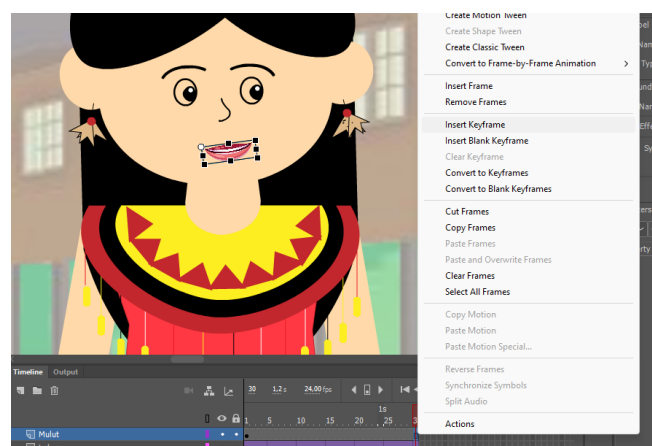 Create Motion Tween
Create Shape Tween
Create Classic Tween
Convert to Frame-by-Frame Animation
Insert Frame
Remove Frames
Insert Keyframe
Insert Blank Keyframe
Clear Keyframe
Convert to Keyframes
Convert to Blank Keyframes
Cut Frames
Copy Frames
Paste Frames
Paste and Overwrite Frames
Clear Frames
Select All Frames
Copy Motion
Paste Motion
Paste Motion Special...
Reverse Frames
Synchronize Symbols
Split Audio
Actions
Timeline Output
30 1,2 s 24,00 fps
1s
1 5 10 15 20 25
Mulut